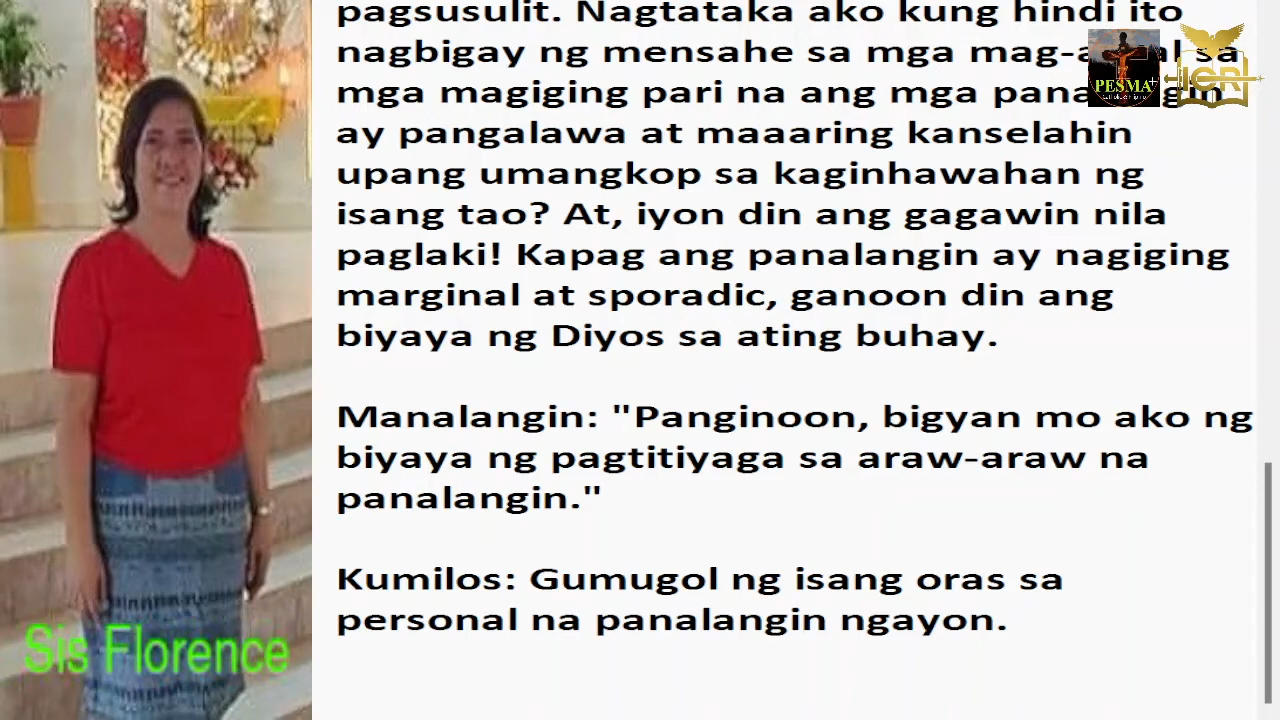 pagsusulit. Nagtataka ako kung hindi ito
nagbigay ng mensahe sa mga sa
mga magiging pari na ang mga
ay pangalawa at maaaring kanselahin
upang umangkop sa kaginhawahan ng
isang tao? At, iyon din ang gagawin nila
paglaki! Kapag ang panalangin ay nagiging
marginal at sporadic, ganoon din ang
biyaya ng Diyos sa ating buhay.
Manalangin: "Panginoon, bigyan mo ako ng
biyaya ng pagtitiyaga sa araw-araw na
panalangin."
Kumilos: Gumugol ng isang oras sa
personal na panalangin ngayon.
Sis Florence
PESMA